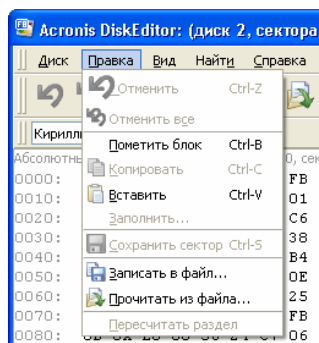 Acronis DiskEditor: (диск 2, сектора
Диск Правка Вид Найти Справка
Отменить Ctrl-Z
Отменить все
Кирилл
Пометить блок Ctrl-B
Абсолютн 0, сек
Копировать Ctrl-C
0000: FB
Вставить Ctrl-V
0010: 01
Заполнить...
0020: C6
0030: 38
Сохранить сектор Ctrl-S
0040: B4
Записать в файл...
0050: 0E
Прочитать из файла...
0060: 25
0070: FB
Пересчитать раздел
0080: 06